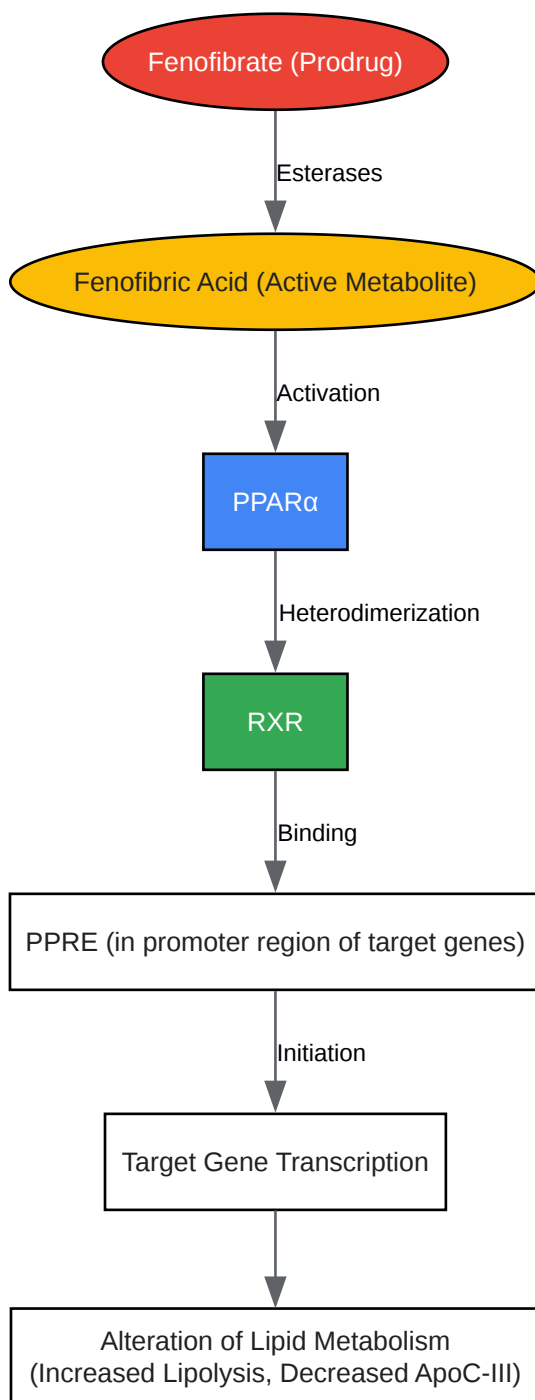 Fenofibrate (Prodrug)
Esterases
Fenofibric Acid (Active Metabolite)
Activation
PPARα
Heterodimerization
RXR
Binding
PPRE (in promoter region of target genes)
Initiation
Target Gene Transcription
Alteration of Lipid Metabolism
(Increased Lipolysis, Decreased ApoC-III)